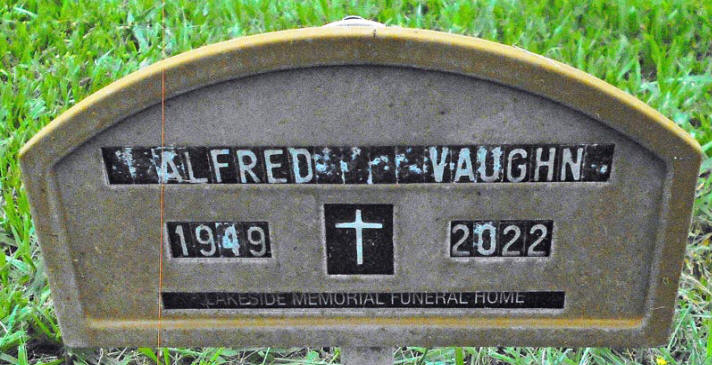 ALFRED VAUGHN
1949 2022
LAKESIDE MEMORIAL FUNERAL HOME